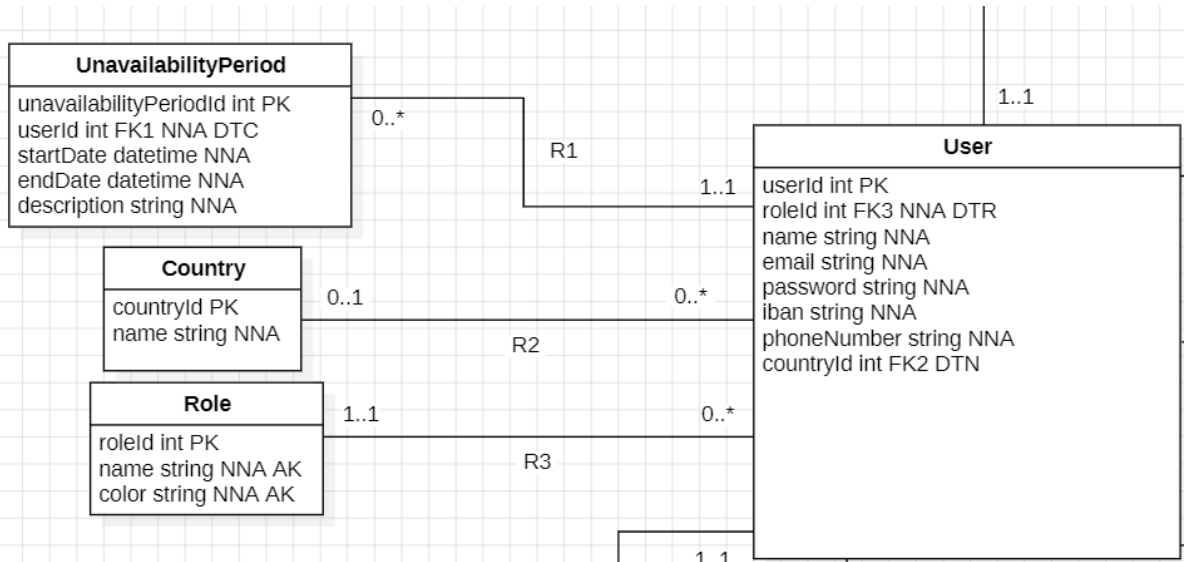 UnavailabilityPeriod
unavailabilityPeriodId int PK
userId int FK1 NNA DTC
startDate datetime NNA
endDate datetime NNA
description string NNA
0..*
R1
1..1
1..1
User
userId int PK
roleId int FK3 NNA DTR
name string NNA
email string NNA
password string NNA
iban string NNA
phoneNumber string NNA
countryId int FK2 DTN
Country
countryId PK
name string NNA
0..1
0..*
R2
Role
roleId int PK
name string NNA AK
color string NNA AK
1..1
0..*
R3
1..1